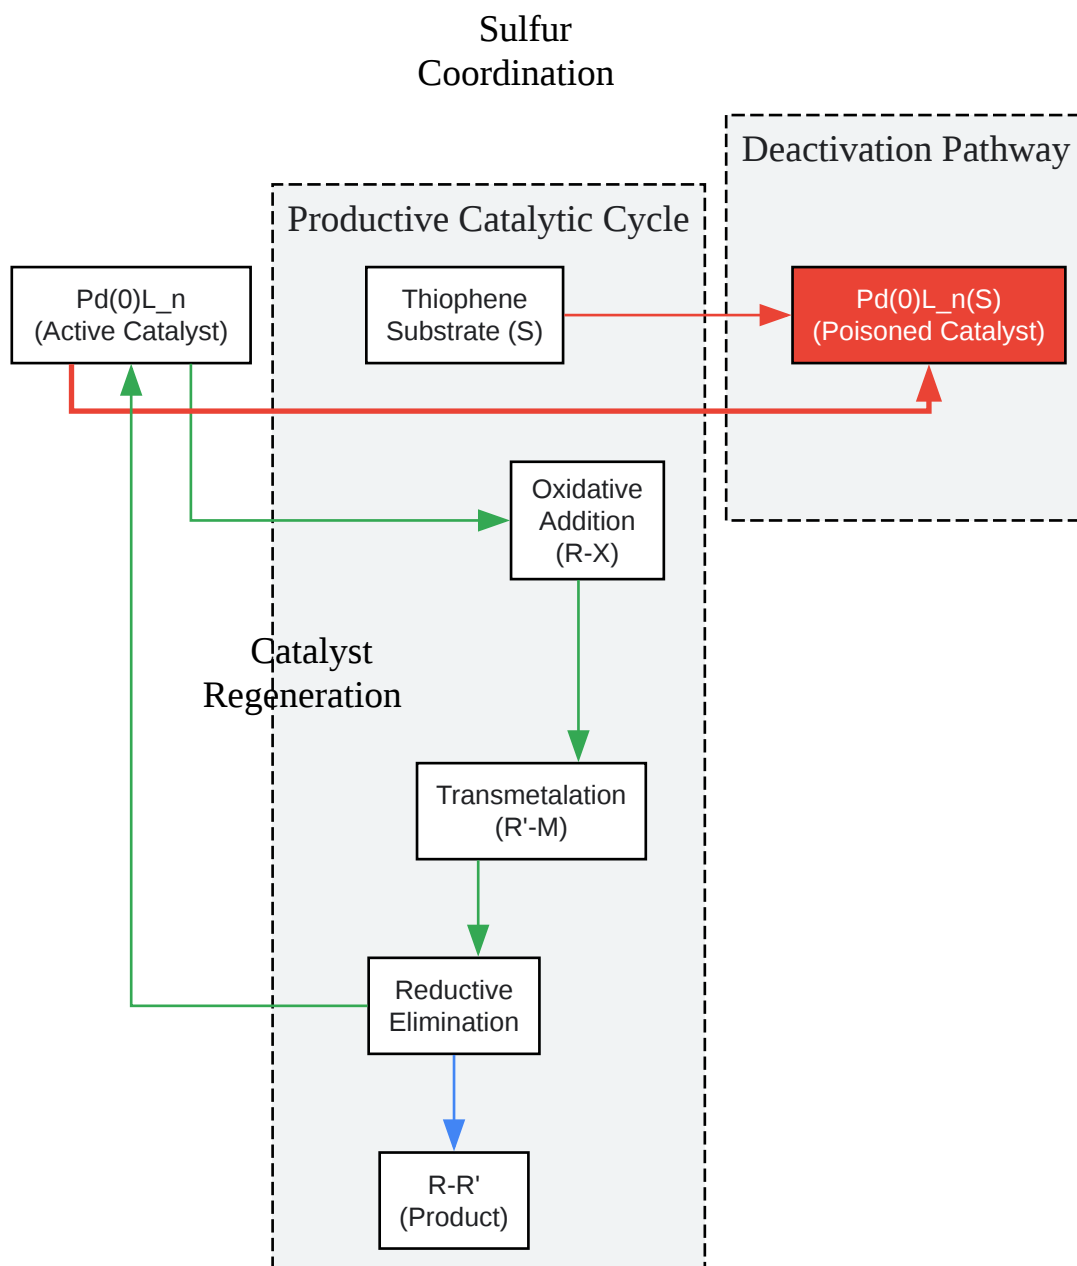 Sulfur
Coordination
Deactivation Pathway
Productive Catalytic Cycle
Pd(0)L_n
(Active Catalyst)
Thiophene
Substrate (S)
Pd(0)L_n(S)
(Poisoned Catalyst)
Oxidative
Addition
(R-X)
Catalyst
Regeneration
Transmetalation
(R'-M)
Reductive
Elimination
R-R'
(Product)